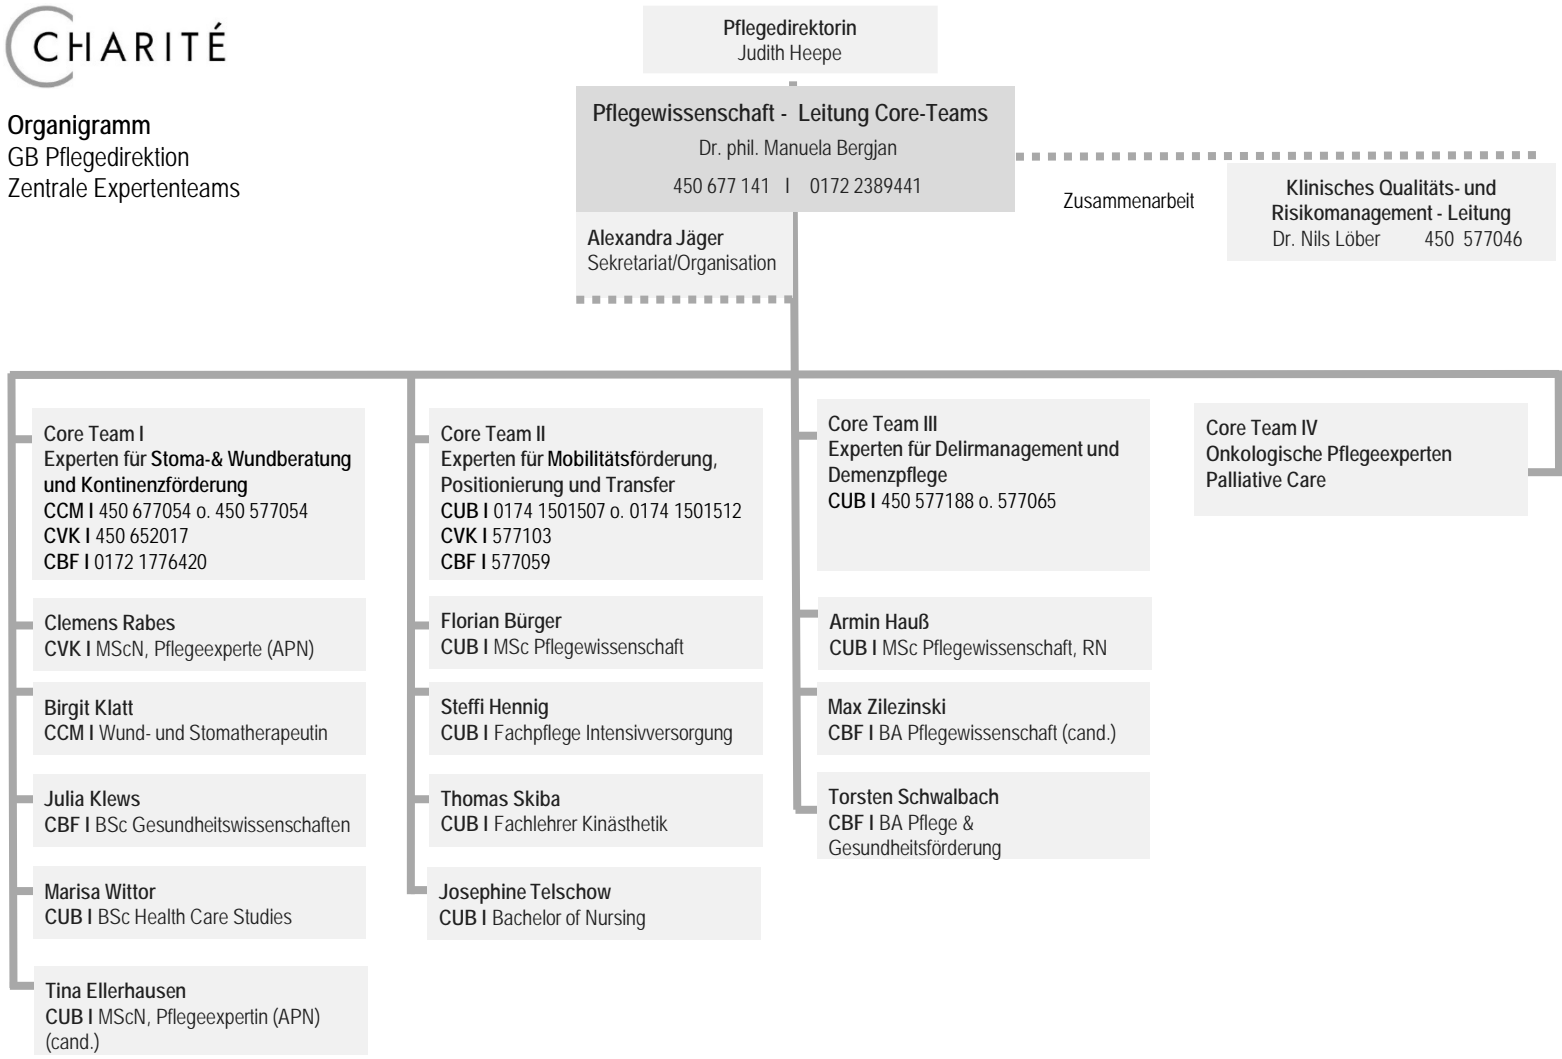 CHARITÉ
Organigramm
GB Pflegedirektion
Zentrale Expertenteams
Pflegedirektorin
Judith Heepe
Pflegewissenschaft - Leitung Core-Teams
Dr. phil. Manuela Bergjan
450 677 141 I 0172 2389441
Alexandra Jäger
Sekretariat/Organisation
Zusammenarbeit
Klinisches Qualitäts- und
Risikomanagement - Leitung
Dr. Nils Löber 450 577046
Core Team I
Experten für Stoma-& Wundberatung
und Kontinenzförderung
CCM I 450 677054 o. 450 577054
CVK I 450 652017
CBF I 0172 1776420
Clemens Rabes
CVK I MScN, Pflegeexperte (APN)
Birgit Klatt
CCM I Wund- und Stomatherapeutin
Julia Klews
CBF I BSc Gesundheitswissenschaften
Marisa Wittor
CUB I BSc Health Care Studies
Tina Ellerhausen
CUB I MScN, Pflegeexpertin (APN)
(cand.)
Core Team II
Experten für Mobilitätsförderung,
Positionierung und Transfer
CUB I 0174 1501507 o. 0174 1501512
CVK I 577103
CBF I 577059
Florian Bürger
CUB I MSc Pflegewissenschaft
Steffi Hennig
CUB I Fachpflege Intensivversorgung
Thomas Skiba
CUB I Fachlehrer Kinästhetik
Josephine Telschow
CUB I Bachelor of Nursing
Core Team III
Experten für Delirmanagement und
Demenzpflege
CUB I 450 577188 o. 577065
Armin Hauß
CUB I MSc Pflegewissenschaft, RN
Max Zilezinski
CBF I BA Pflegewissenschaft (cand.)
Torsten Schwalbach
CBF I BA Pflege &
Gesundheitsförderung
Core Team IV
Onkologische Pflegeexperten
Palliative Care